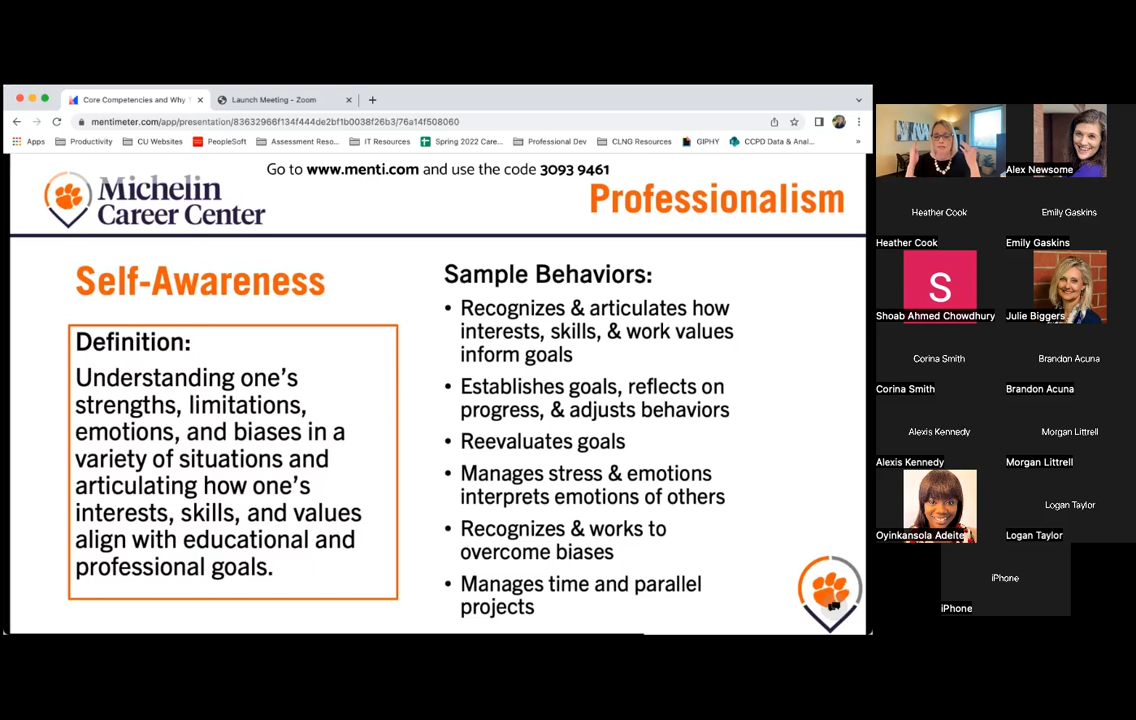 Core Competencies and Why
Launch Meeting - Zoom
mentimeter.com/app/presentation/83632966f134f444de2bf1b0038f26b3/76a14f508060
Apps Productivity CU Websites PeopleSoft Assessment Reso... IT Resources Spring 2022 Care... Professional Dev CLNG Resources GIPHY CCPD Data & Anal... »
Go to www.menti.com and use the code 3093 9461
Michelin
Career Center
Professionalism
Self-Awareness
Definition:
Understanding one's
strengths, limitations,
emotions, and biases in a
variety of situations and
articulating how one's
interests, skills, and values
align with educational and
professional goals.
Sample Behaviors:
• Recognizes & articulates how
interests, skills, & work values
inform goals
• Establishes goals, reflects on
progress, & adjusts behaviors
• Reevaluates goals
• Manages stress & emotions
interprets emotions of others
• Recognizes & works to
overcome biases
• Manages time and parallel
projects
Alex Newsome
Heather Cook
Emily Gaskins
Heather Cook
Emily Gaskins
S
Shoab Ahmed Chowdhury
Julie Biggers
Corina Smith
Brandon Acuna
Corina Smith
Brandon Acuna
Alexis Kennedy
Morgan Littrell
Alexis Kennedy
Morgan Littrell
Logan Taylor
Oyinkansola Adeite
Logan Taylor
iPhone
iPhone